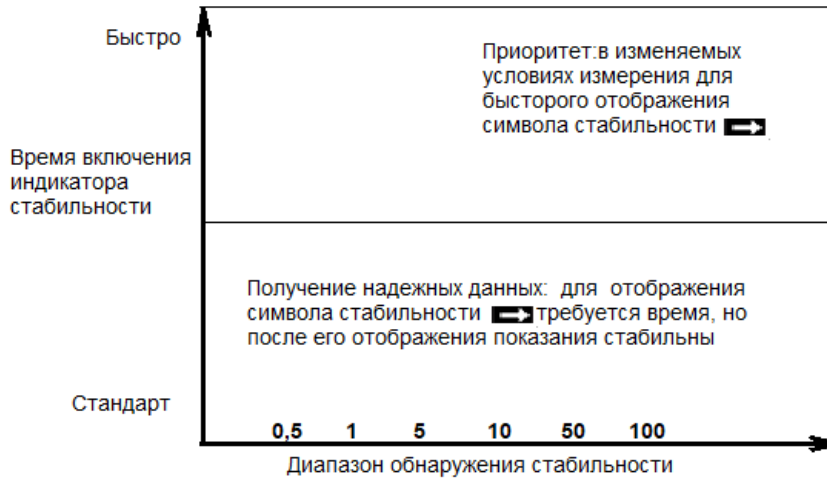 Быстро
Приоритет:в изменяемых
условиях измерения для
бысторого отображения
символа стабильности
Время включения
индикатора
стабильности
Получение надежных данных: для отображения
символа стабильности требуется время, но
после его отображения показания стабильны
Стандарт
0,5 1 5 10 50 100
Диапазон обнаружения стабильности